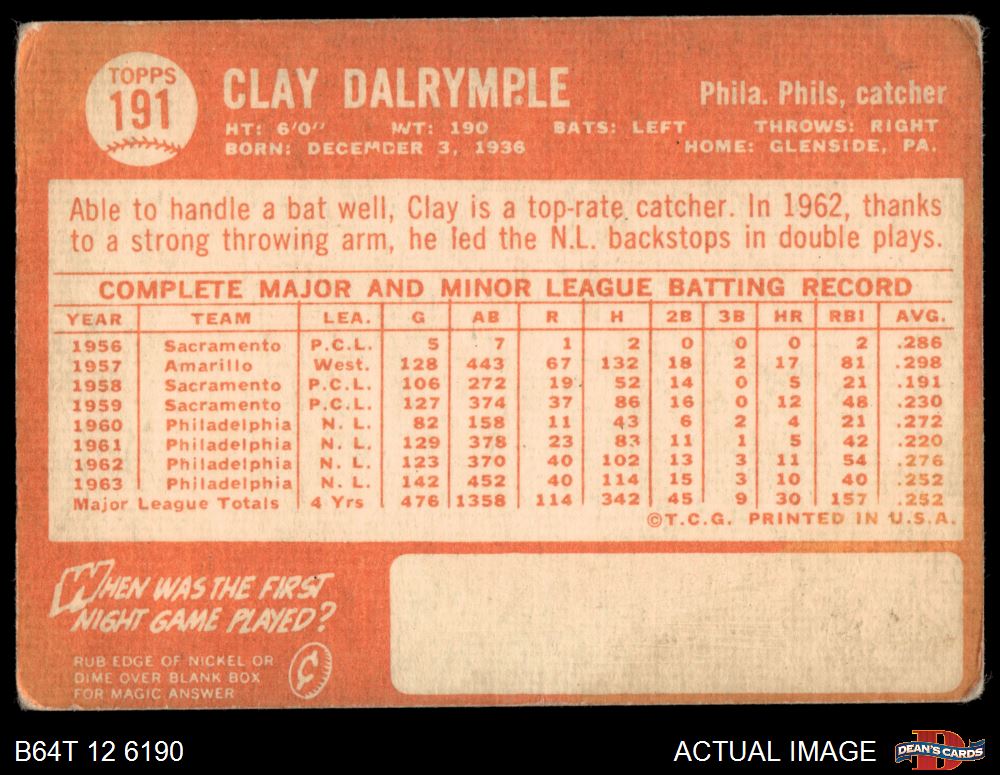 TOPPS
191
CLAY DALRYMPLE
Phila. Phils, catcher
HT: 6'0" WT: 190 BATS: LEFT THROWS: RIGHT
BORN: DECEMBER 3, 1936 HOME: GLENSIDE, PA.
Able to handle a bat well, Clay is a top-rate catcher. In 1962, thanks
to a strong throwing arm, he led the N.L. backstops in double plays.
COMPLETE MAJOR AND MINOR LEAGUE BATTING RECORD
YEAR TEAM LEA. G AB R H 2B 3B HR RBI AVG.
1956 Sacramento P.C.L. 5 7 1 2 0 0 0 2 .286
1957 Amarillo West. 128 443 67 132 18 2 17 81 .298
1958 Sacramento P.C.L. 106 272 19 52 14 0 5 21 .191
1959 Sacramento P.C.L. 127 374 37 86 16 0 12 48 .230
1960 Philadelphia N. L. 82 158 11 43 6 2 4 21 .272
1961 Philadelphia N. L. 129 378 23 83 11 1 5 42 .220
1962 Philadelphia N. L. 123 370 40 102 13 3 11 54 .276
1963 Philadelphia N. L. 142 452 40 114 15 3 10 40 .252
Major League Totals 4 Yrs 476 1358 114 342 45 9 30 157 .252
©T.C.G. PRINTED IN U.S.A.
WHEN WAS THE FIRST
NIGHT GAME PLAYED?
RUB EDGE OF NICKEL OR
DIME OVER BLANK BOX
FOR MAGIC ANSWER
B64T 12 6190
ACTUAL IMAGE
DEAN'S CARDS